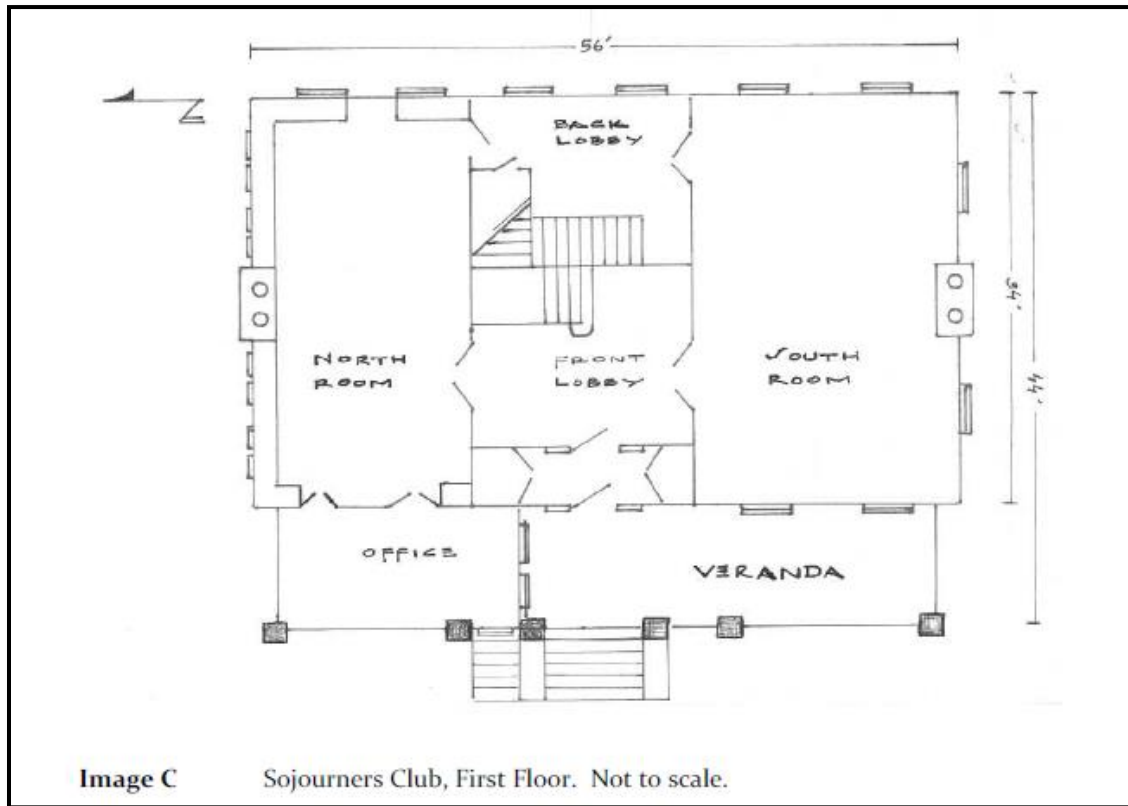 56'
N
BACK
LOBBY
34'
44'
NORTH
ROOM
FRONT
LOBBY
SOUTH
ROOM
OFFICE
VERANDA
Image C Sojourners Club, First Floor. Not to scale.